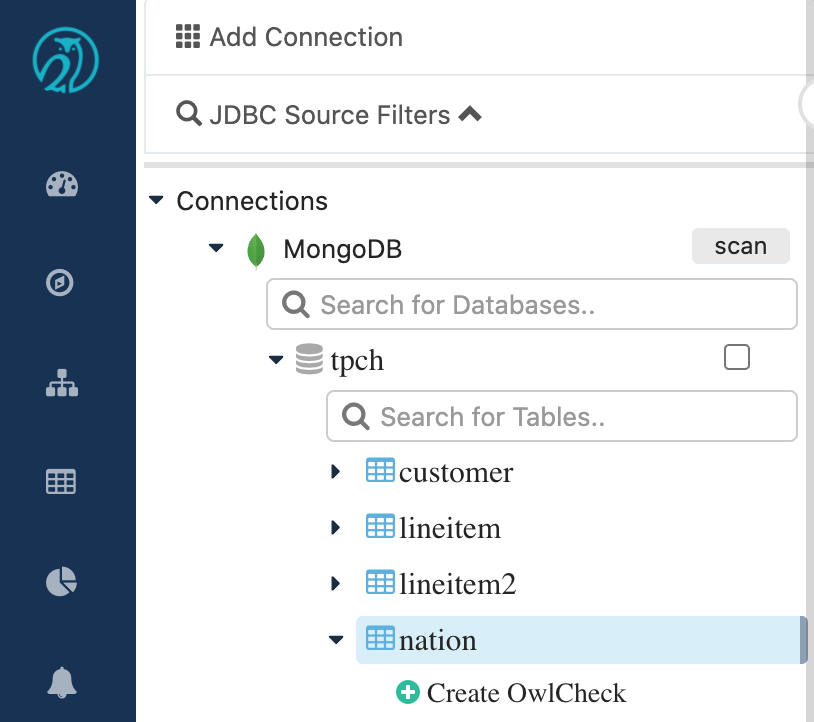 Add Connection
JDBC Source Filters
Connections
MongoDB scan
Search for Databases..
tpch
Search for Tables..
customer
lineitem
lineitem2
nation
Create OwlCheck